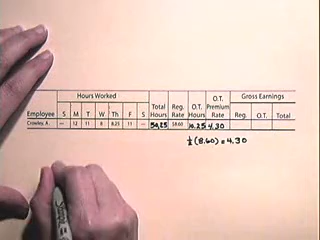 Hours Worked Gross Earnings
Employee S M T W Th F S Total Hours Reg. Rate O.T. Hours O.T. Premium Rate Reg. O.T. Total
Crowley, A. — 12 11 8 8.25 11 — 50.25 $8.60 10.25 4.30
½(8.60) = 4.30